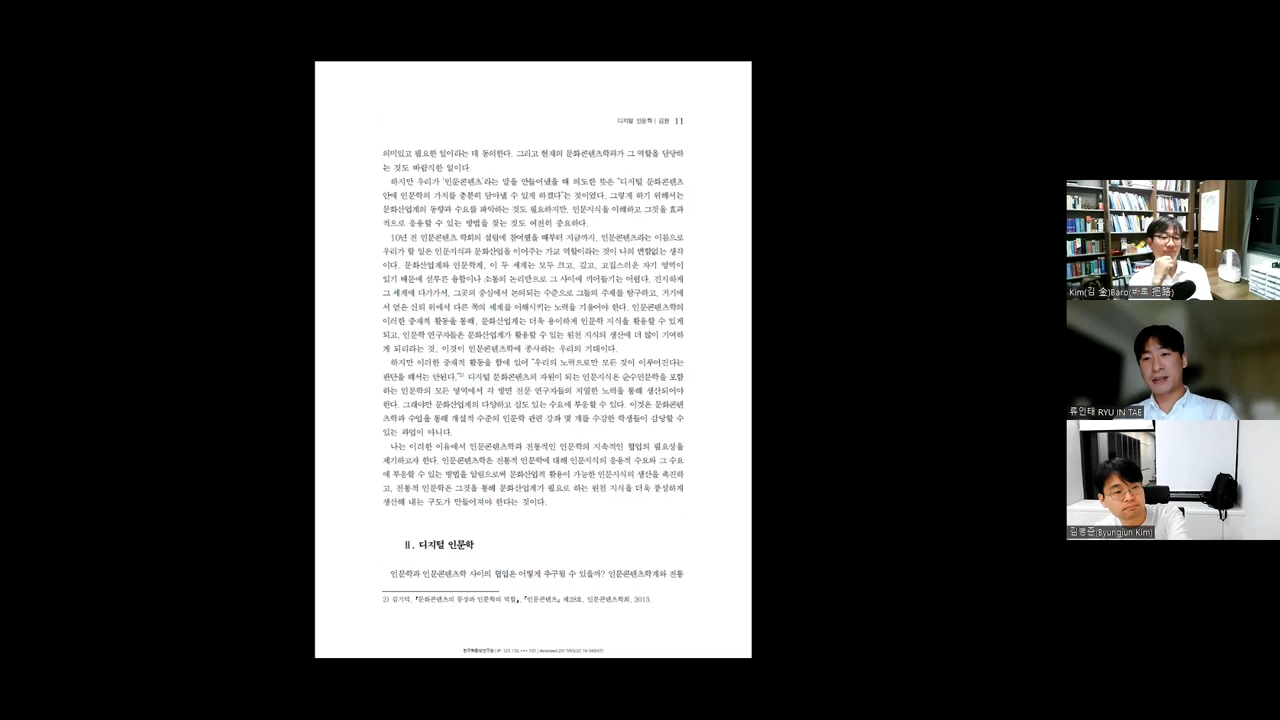 디지털 인문학 | 김현 11
의미있고 필요한 일이라는 데 동의한다. 그리고 현재의 문화콘텐츠학과가 그 역할을 담당하
는 것도 바람직한 일이다.
하지만 우리가 '인문콘텐츠'라는 말을 만들어냈을 때 의도한 뜻은 "디지털 문화콘텐츠
안에 인문학의 가치를 충분히 담아낼 수 있게 하겠다"는 것이었다. 그렇게 하기 위해서는
문화산업계의 동향과 수요를 파악하는 것도 필요하지만, 인문지식을 이해하고 그것을 효과
적으로 응용할 수 있는 방법을 찾는 것도 여전히 중요하다.
10년 전 인문콘텐츠 학회의 설립에 참여했을 때부터 지금까지, 인문콘텐츠라는 이름으로
우리가 할 일은 인문지식과 문화산업을 이어주는 가교 역할이라는 것이 나의 변함없는 생각
이다. 문화산업계와 인문학계, 이 두 세계는 모두 크고, 깊고, 고집스러운 자기 영역이
있기 때문에 섣부른 융합이나 소통의 논리만으로 그 사이에 끼어들기는 어렵다. 진지하게
그 세계에 다가가서, 그곳의 중심에서 논의되는 수준으로 그들의 주제를 탐구하고, 거기에
서 얻은 신뢰 위에서 다른 쪽의 세계를 이해시키는 노력을 기울여야 한다. 인문콘텐츠학의
이러한 중재적 활동을 통해, 문화산업계는 더욱 용이하게 인문학 지식을 활용할 수 있게
되고, 인문학 연구자들은 문화산업계가 활용할 수 있는 원천 지식의 생산에 더 많이 기여하
게 되리라는 것, 이것이 인문콘텐츠학에 종사하는 우리의 기대이다.
하지만 이러한 중재적 활동을 함에 있어 "우리의 노력으로만 모든 것이 이루어진다는
판단을 해서는 안된다."2) 디지털 문화콘텐츠의 자원이 되는 인문지식은 순수인문학을 포함
하는 인문학의 모든 영역에서 각 방면 전문 연구자들의 치열한 노력을 통해 생산되어야
한다. 그래야만 문화산업계의 다양하고 심도 있는 수요에 부응할 수 있다. 이것은 문화콘텐
츠학과 수업을 통해 개설적 수준의 인문학 관련 강좌 몇 개를 수강한 학생들이 감당할 수
있는 과업이 아니다.
나는 이러한 이유에서 인문콘텐츠학과 전통적인 인문학의 지속적인 협업의 필요성을
제기하고자 한다. 인문콘텐츠학은 전통적 인문학에 대해 인문지식의 응용적 수요와 그 수요
에 부응할 수 있는 방법을 알림으로써 문화산업적 활용이 가능한 인문지식의 생산을 촉진하
고, 전통적 인문학은 그것을 통해 문화산업계가 필요로 하는 원천 지식을 더욱 풍성하게
생산해 내는 구도가 만들어져야 한다는 것이다.
Ⅱ. 디지털 인문학
인문학과 인문콘텐츠학 사이의 협업은 어떻게 추구될 수 있을까? 인문콘텐츠학계와 전통
2) 김기덕, 『문화콘텐츠의 등장과 인문학의 역할』, 『인문콘텐츠』 제28호, 인문콘텐츠학회, 2013.
한국학중앙연구원 | IP: 121.152.***.101 | Accessed 2017/05/22
Kim(김 金)Baro(바로 把路)
류인태 RYU IN TAE
김병준(Byungjun Kim)